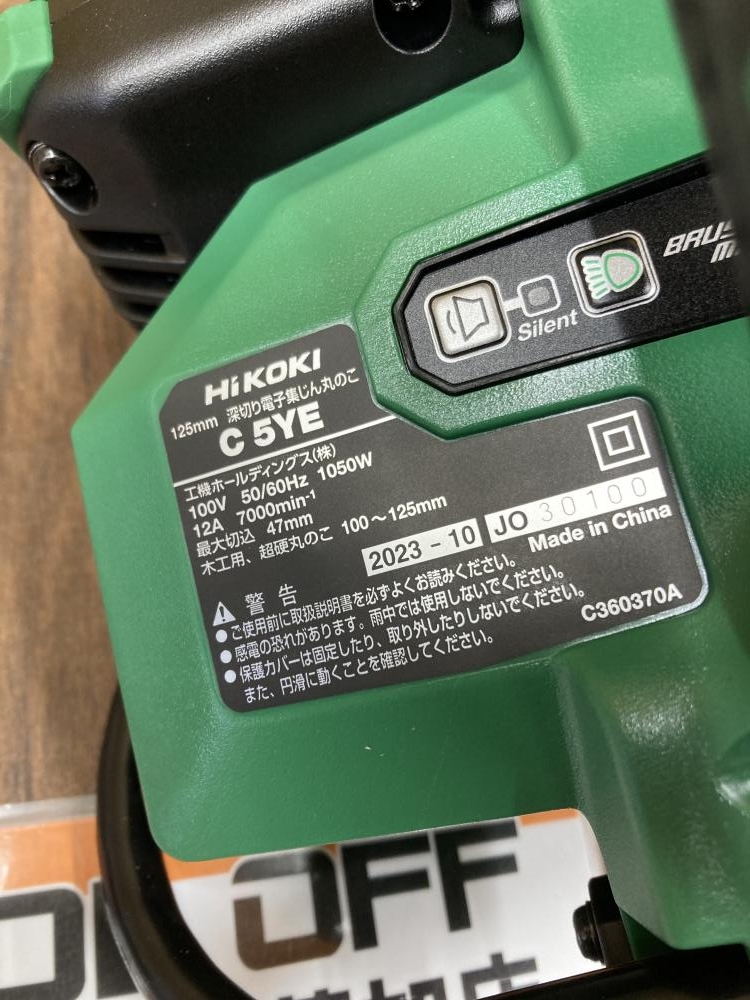 BRUS
Silent
HiKOKI
125mm 深切り電子集じん丸のこ
C 5YE
工機ホールディングス(株)
100V 50/60Hz 1050W
12A 7000min-1
最大切込 47mm
木工用、超硬丸のこ 100〜125mm
2023 - 10 JO 30100
Made in China
警告
●ご使用前に取扱説明書を必ずよくお読みください。
●感電の恐れがあります。雨中では使用しないでください。
●保護カバーは固定したり、取り外したりしないでください。
また、円滑に動くことを確認してください。
C360370A
OFF